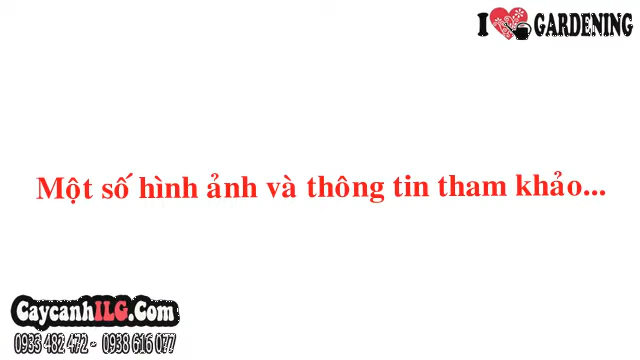 I GARDENING
Một số hình ảnh và thông tin tham khảo...
CaycanhILG.Com
0933 482 472 - 0938 616 077